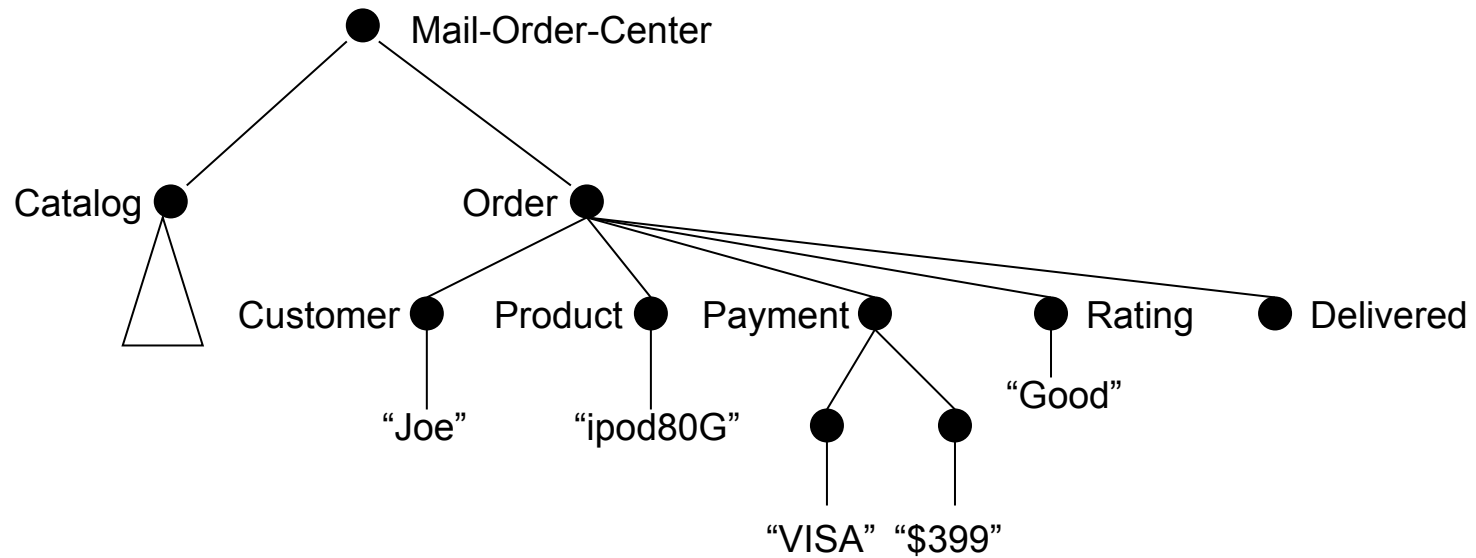 Mail-Order-Center
Catalog
Order
Customer
Product
Payment
Rating
Delivered
“Joe”
“ipod80G”
“Good”
“VISA”
“$399”